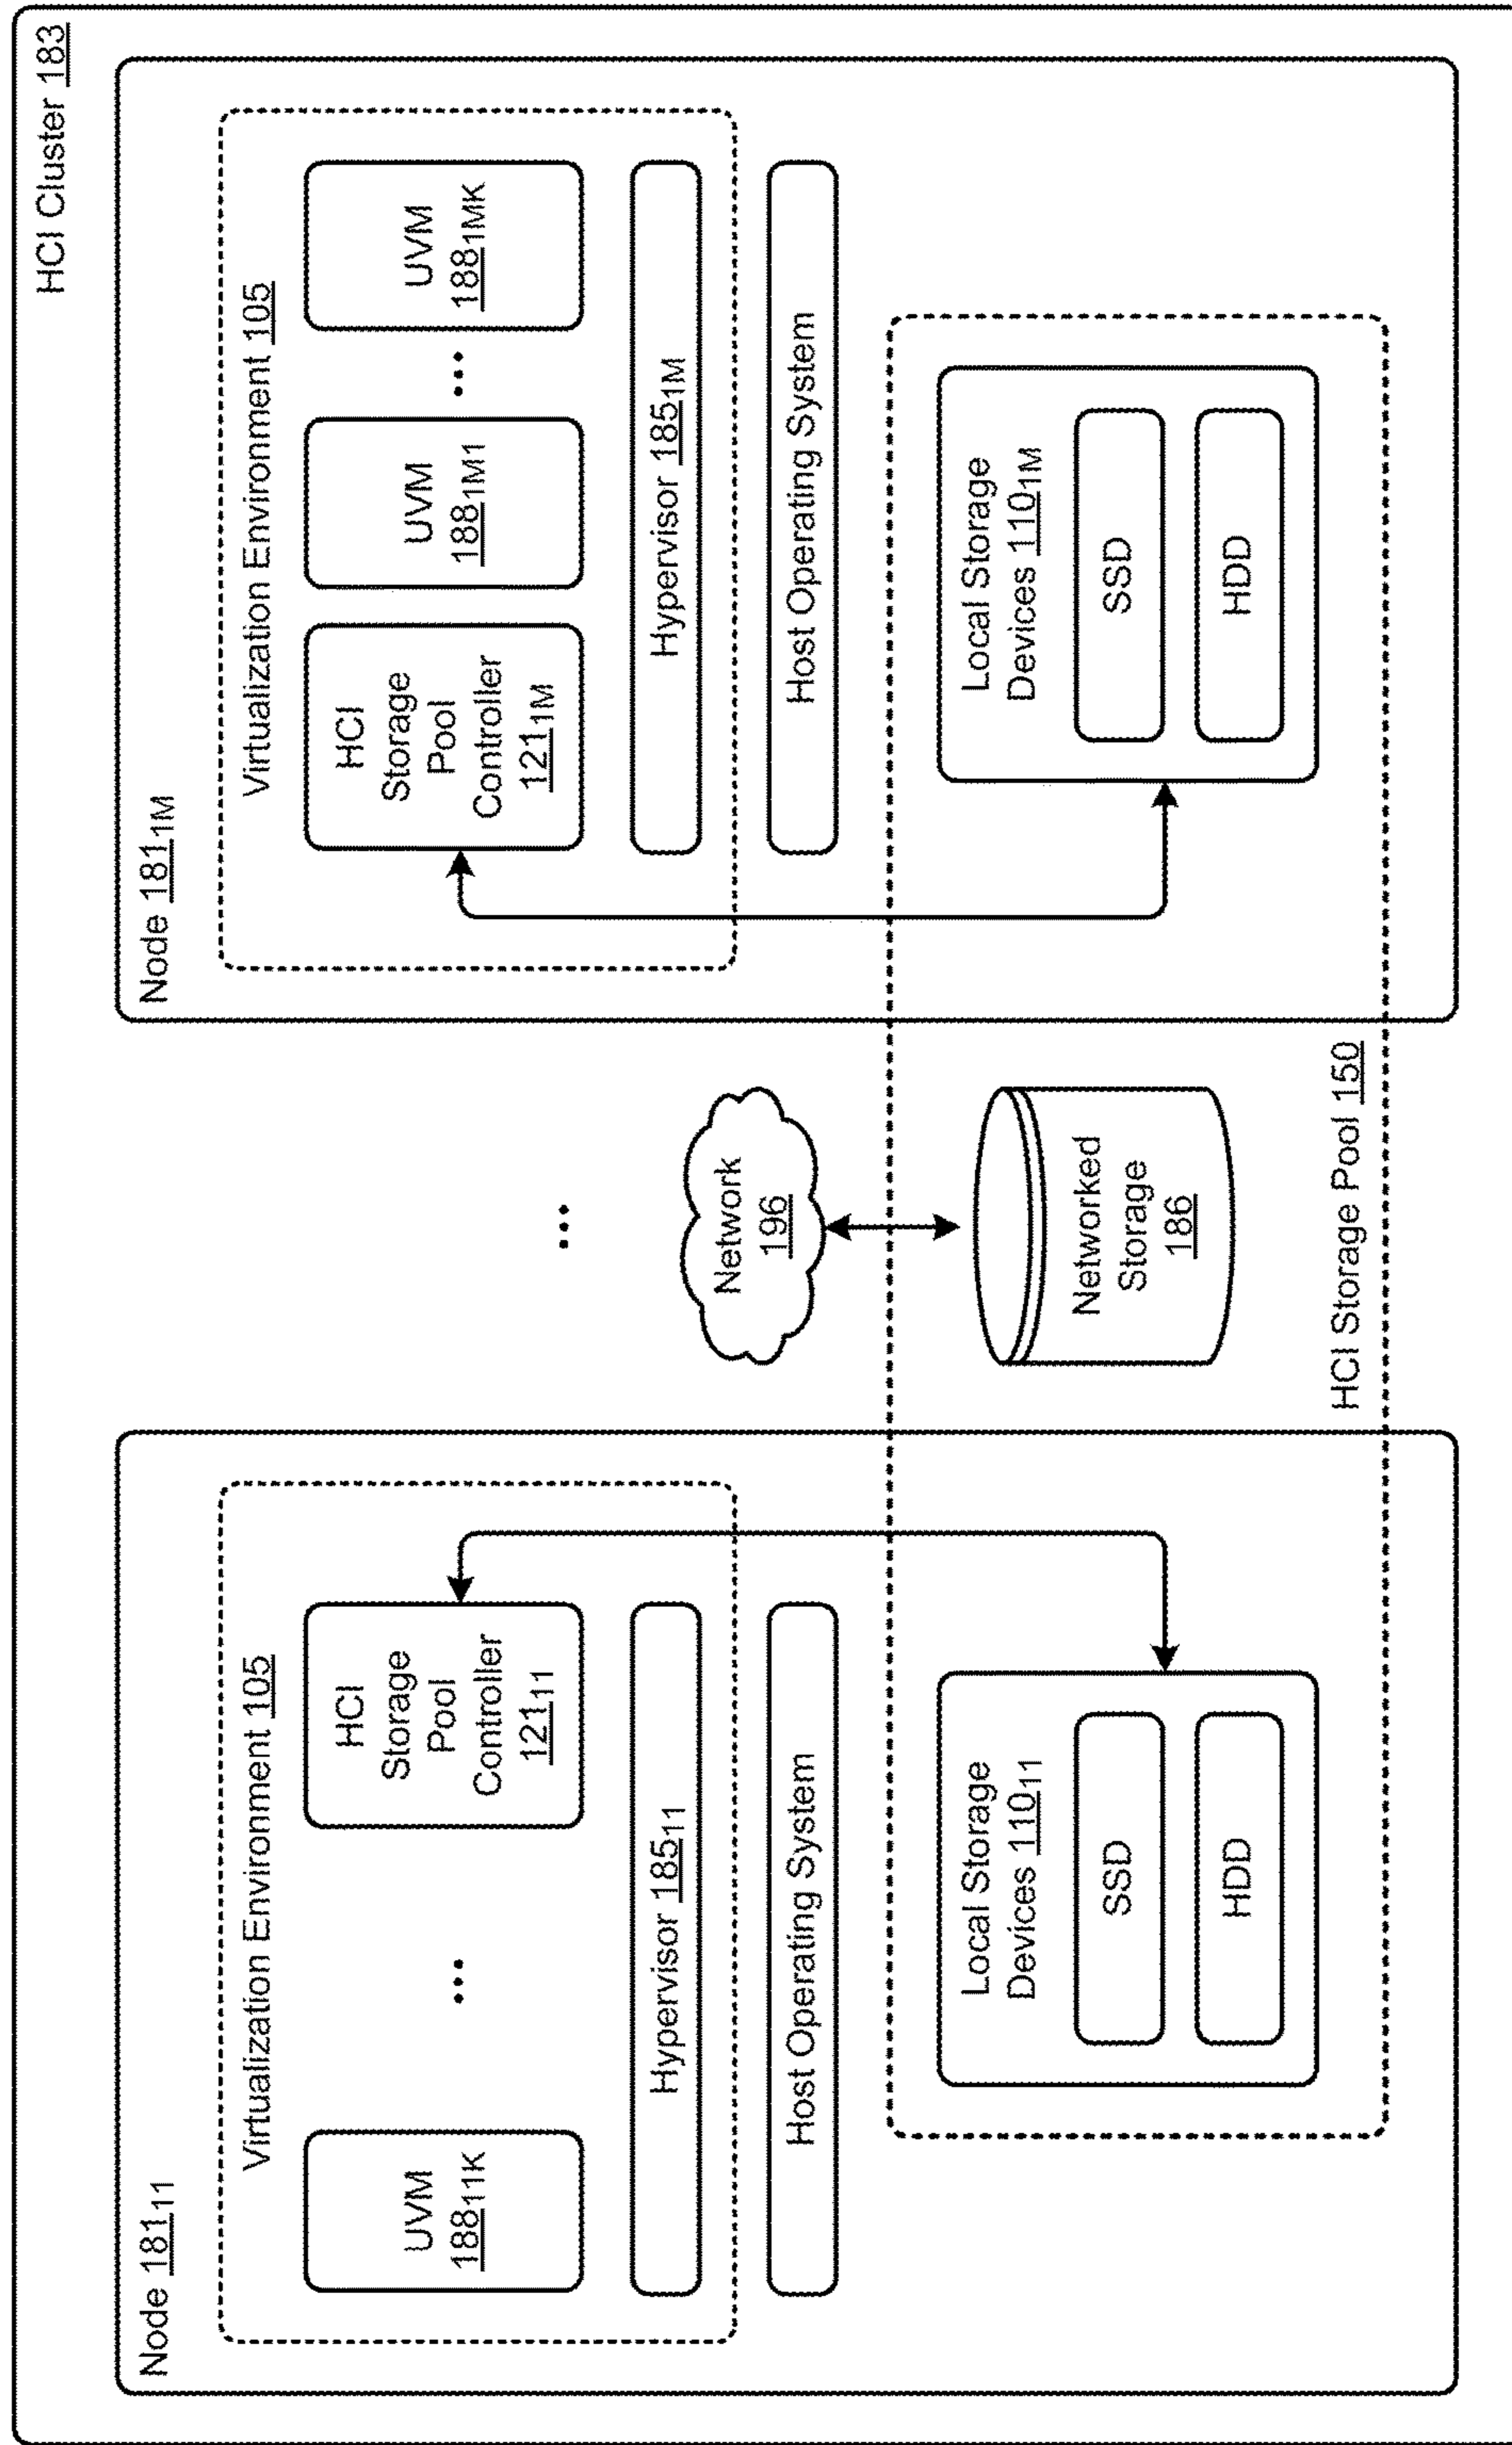 HCI Cluster 183
Node 181₁₁
Virtualization Environment 105
UVM
188₁₁K
...
HCI
Storage
Pool
Controller
121₁₁
Hypervisor 185₁₁
Host Operating System
Local Storage
Devices 110₁₁
SSD
HDD
...
Network
196
Networked
Storage
186
HCI Storage Pool 150
Node 181₁M
Virtualization Environment 105
HCI
Storage
Pool
Controller
121₁M
UVM
188₁M₁
...
UVM
188₁MK
Hypervisor 185₁M
Host Operating System
Local Storage
Devices 110₁M
SSD
HDD